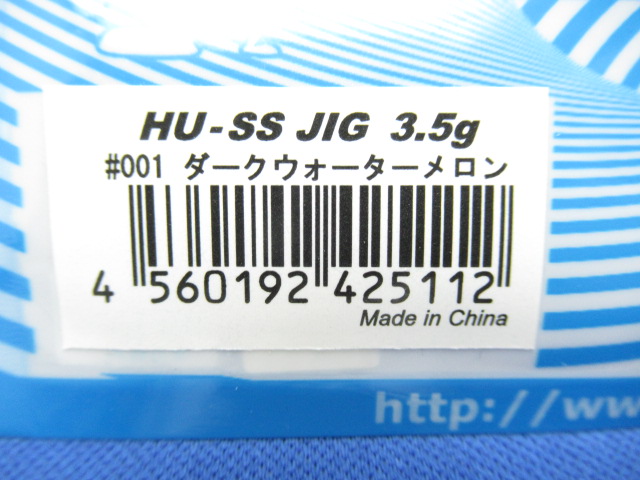 HU-SS JIG 3.5g
#001 ダークウォーターメロン
4 560192 425112
Made in China
http://ww